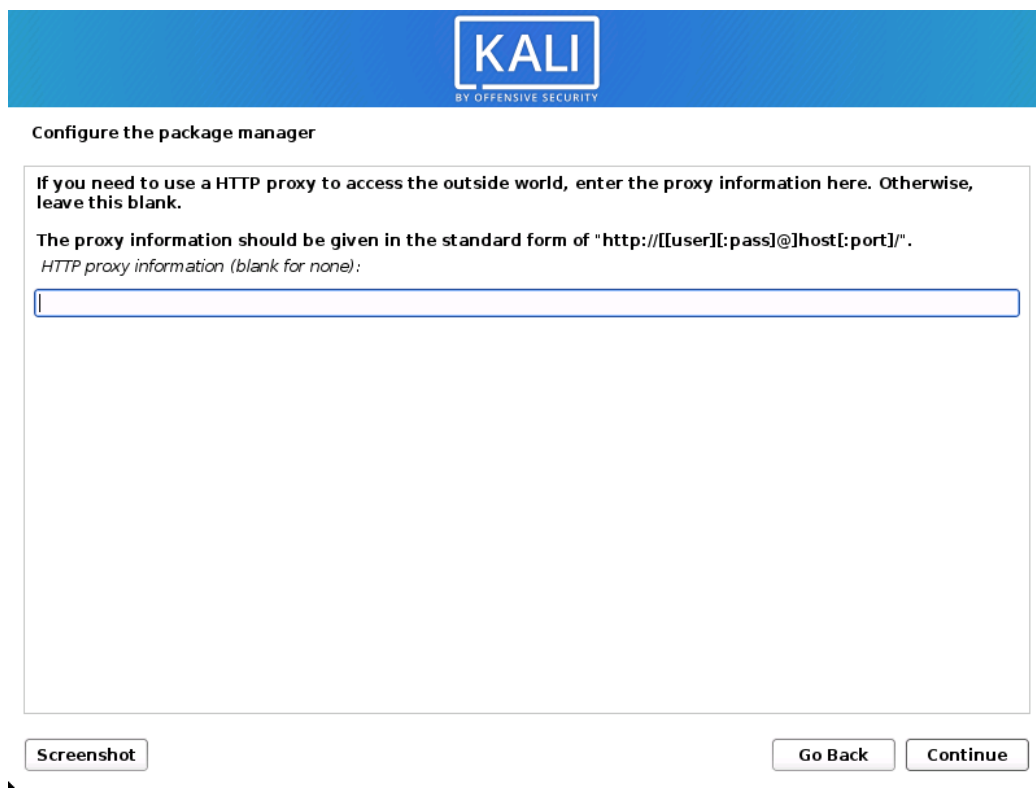 KALI
BY OFFENSIVE SECURITY
Configure the package manager
If you need to use a HTTP proxy to access the outside world, enter the proxy information here. Otherwise,
leave this blank.
The proxy information should be given in the standard form of "http://[[user][:pass]@]host[:port]/".
HTTP proxy information (blank for none):
Screenshot
Go Back
Continue